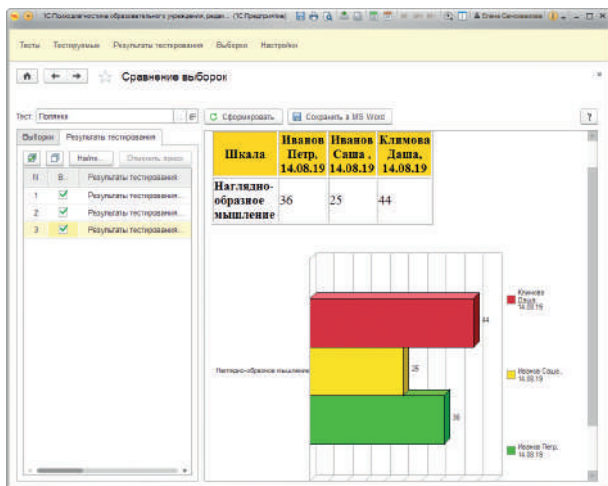 1С:Психодиагностика образовательного учреждения, редак... (1С:Предприятие)
Тесты Тестируемые Результаты тестирования Выборки Настройки
Сравнение выборок
Тест: Полянка
Сформировать Сохранить в MS Word ?
Выборки Результаты тестирования
Найти... Отменить поиск
N В.. Результаты тестирования
1 Результаты тестирования...
2 Результаты тестирования...
3 Результаты тестирования...
Шкала Иванов Петр, 14.08.19 Иванов Саша , 14.08.19 Климова Даша, 14.08.19
Наглядно-
образное 36 25 44
мышление
Климова
Даша,
14.08.19
44
Наглядно-образное мышление
25
Иванов Саша ,
14.08.19
36
Иванов Петр,
14.08.19